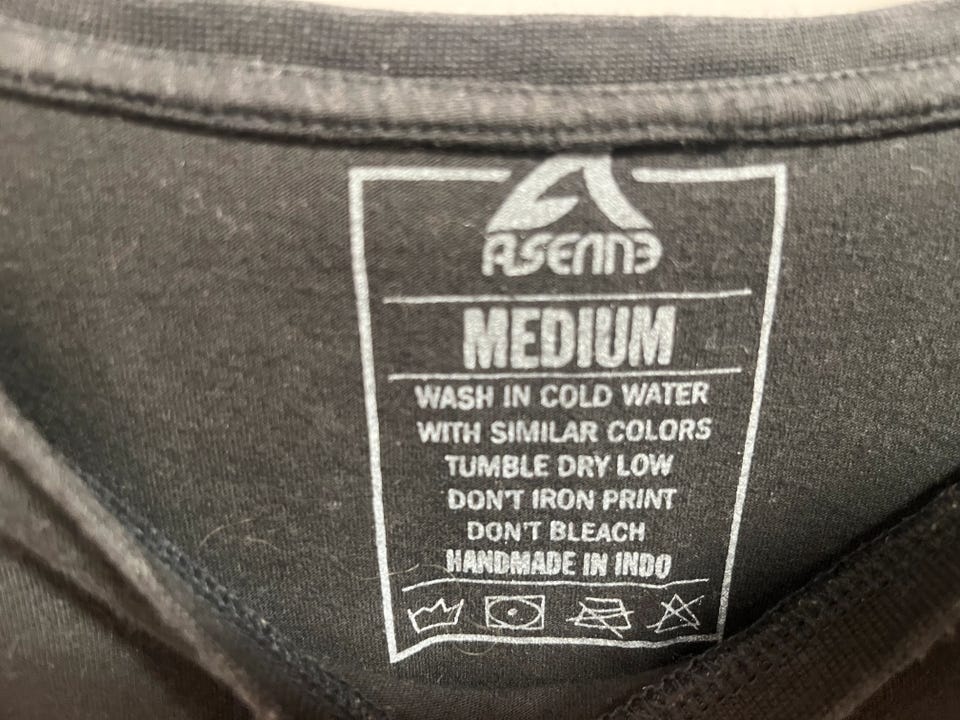 ASENNE
MEDIUM
WASH IN COLD WATER
WITH SIMILAR COLORS
TUMBLE DRY LOW
DON'T IRON PRINT
DON'T BLEACH
HANDMADE IN INDO